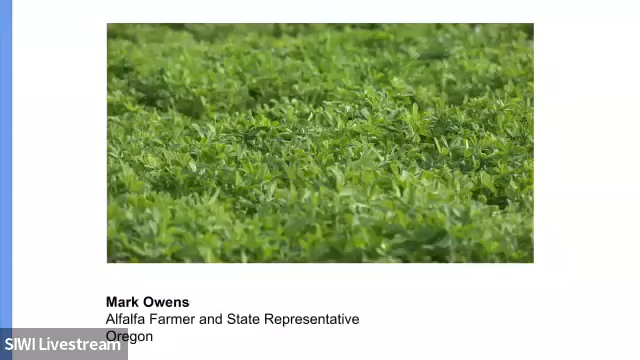 Mark Owens
Alfalfa Farmer and State Representative
Oregon
SIWI Livestream